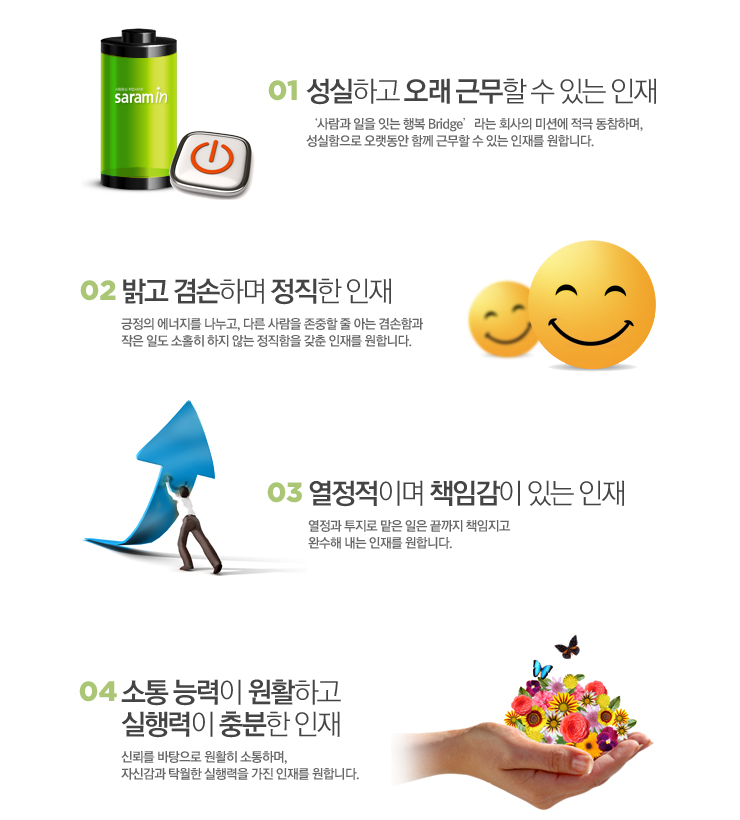 saramin
01 성실하고 오래 근무할 수 있는 인재
‘사람과 일을 잇는 행복 Bridge’ 라는 회사의 미션에 적극 동참하며,
성실함으로 오랫동안 함께 근무할 수 있는 인재를 원합니다.
02 밝고 겸손하며 정직한 인재
긍정의 에너지를 나누고, 다른 사람을 존중할 줄 아는 겸손함과
작은 일도 소홀히 하지 않는 정직함을 갖춘 인재를 원합니다.
03 열정적이며 책임감이 있는 인재
열정과 투지로 맡은 일은 끝까지 책임지고
완수해 내는 인재를 원합니다.
04 소통 능력이 원활하고
실행력이 충분한 인재
신뢰를 바탕으로 원활히 소통하며,
자신감과 탁월한 실행력을 가진 인재를 원합니다.